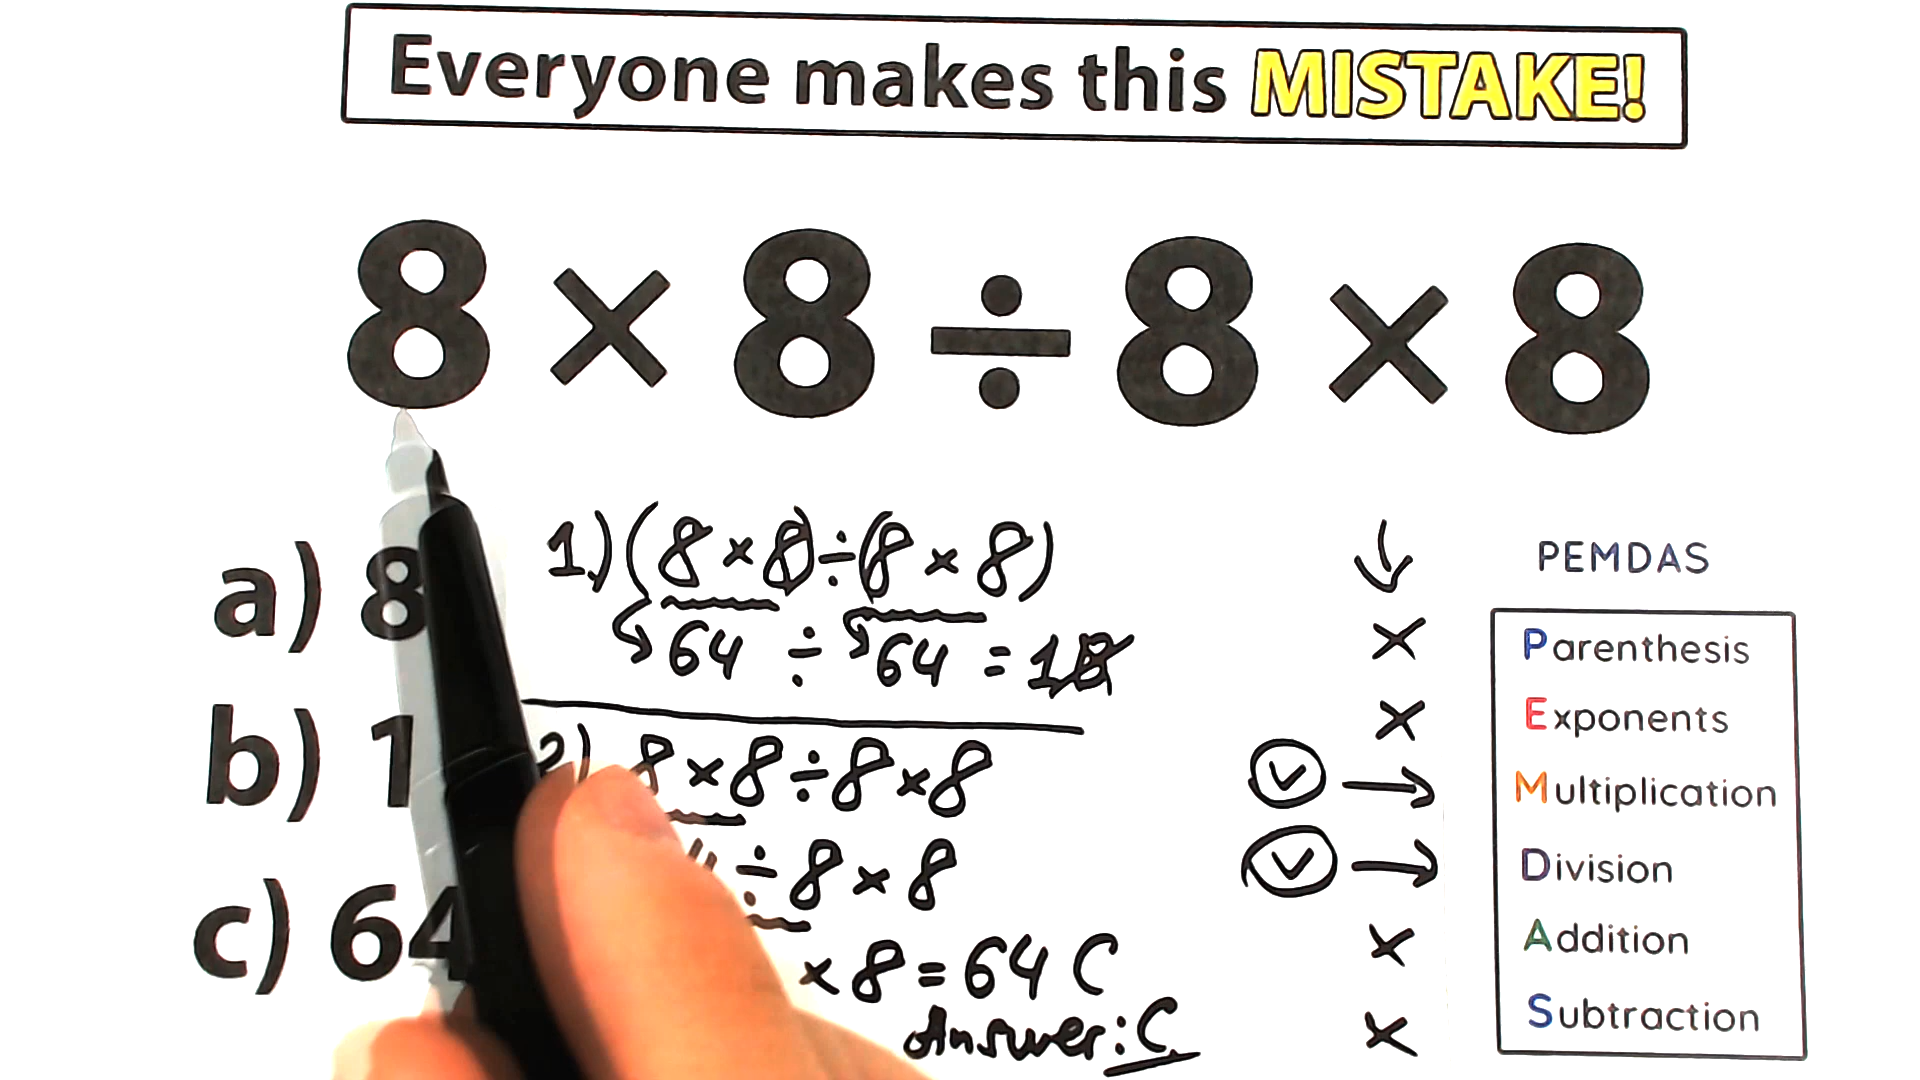 Everyone makes this MISTAKE!
8 × 8 ÷ 8 × 8
a) 8
b) 1
c) 64
1) (8 × 8) ÷ (8 × 8)
64 ÷ 64 = 1
2) 8 × 8 ÷ 8 × 8
÷ 8 × 8
× 8 = 64 C
Answer: C
PEMDAS
Parenthesis
Exponents
Multiplication
Division
Addition
Subtraction